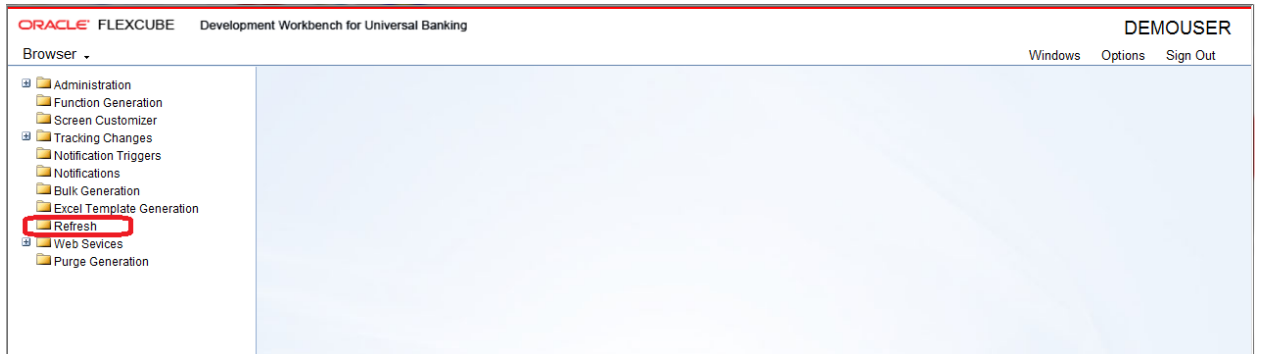 ORACLE FLEXCUBE Development Workbench for Universal Banking
DEMOUSER
Browser
Windows Options Sign Out
Administration
Function Generation
Screen Customizer
Tracking Changes
Notification Triggers
Notifications
Bulk Generation
Excel Template Generation
Refresh
Web Sevices
Purge Generation